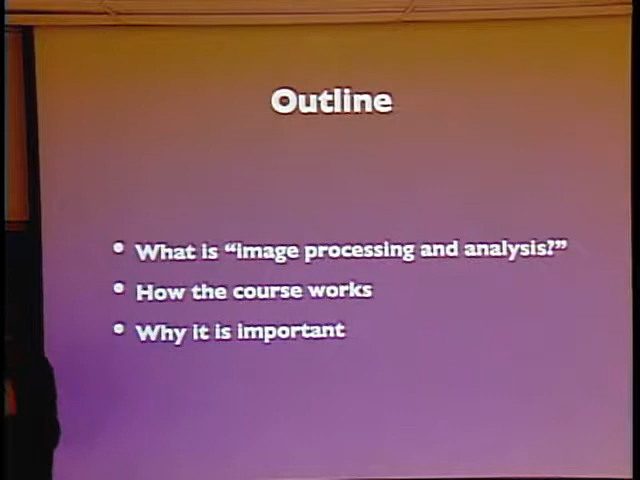 Outline
• What is “image processing and analysis?”
• How the course works
• Why it is important